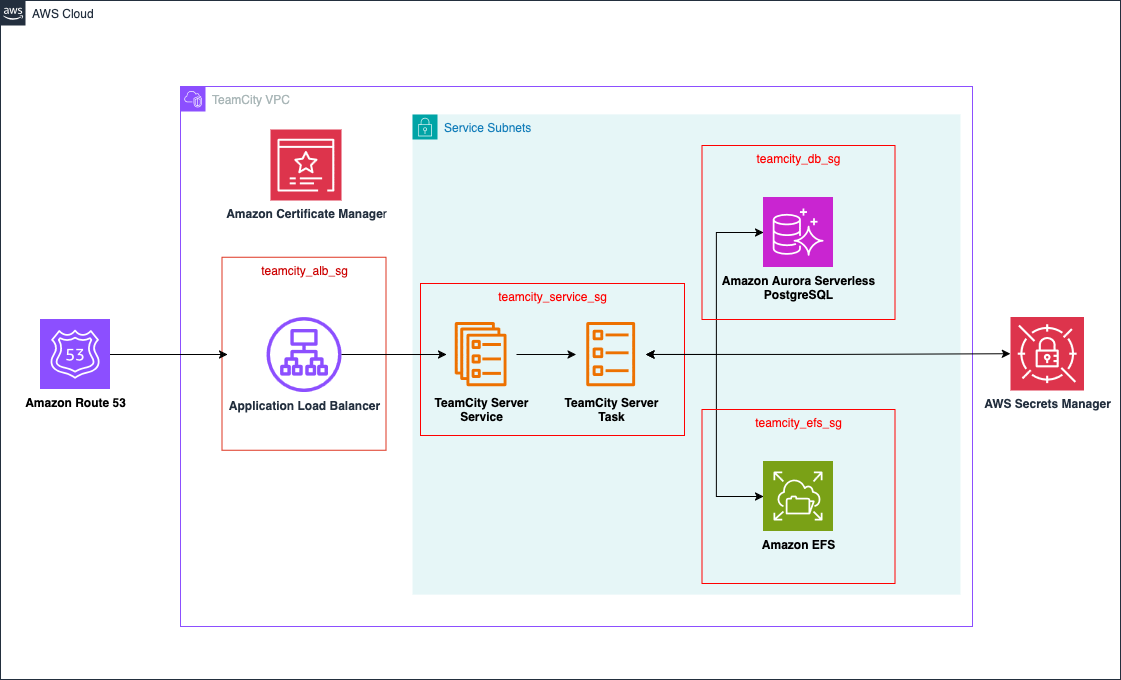 aws
AWS Cloud
TeamCity VPC
Service Subnets
teamcity_db_sg
Amazon Certificate Manager
teamcity_alb_sg
Amazon Aurora Serverless
PostgreSQL
teamcity_service_sg
53
Amazon Route 53
Application Load Balancer
TeamCity Server
Service
TeamCity Server
Task
AWS Secrets Manager
teamcity_efs_sg
Amazon EFS